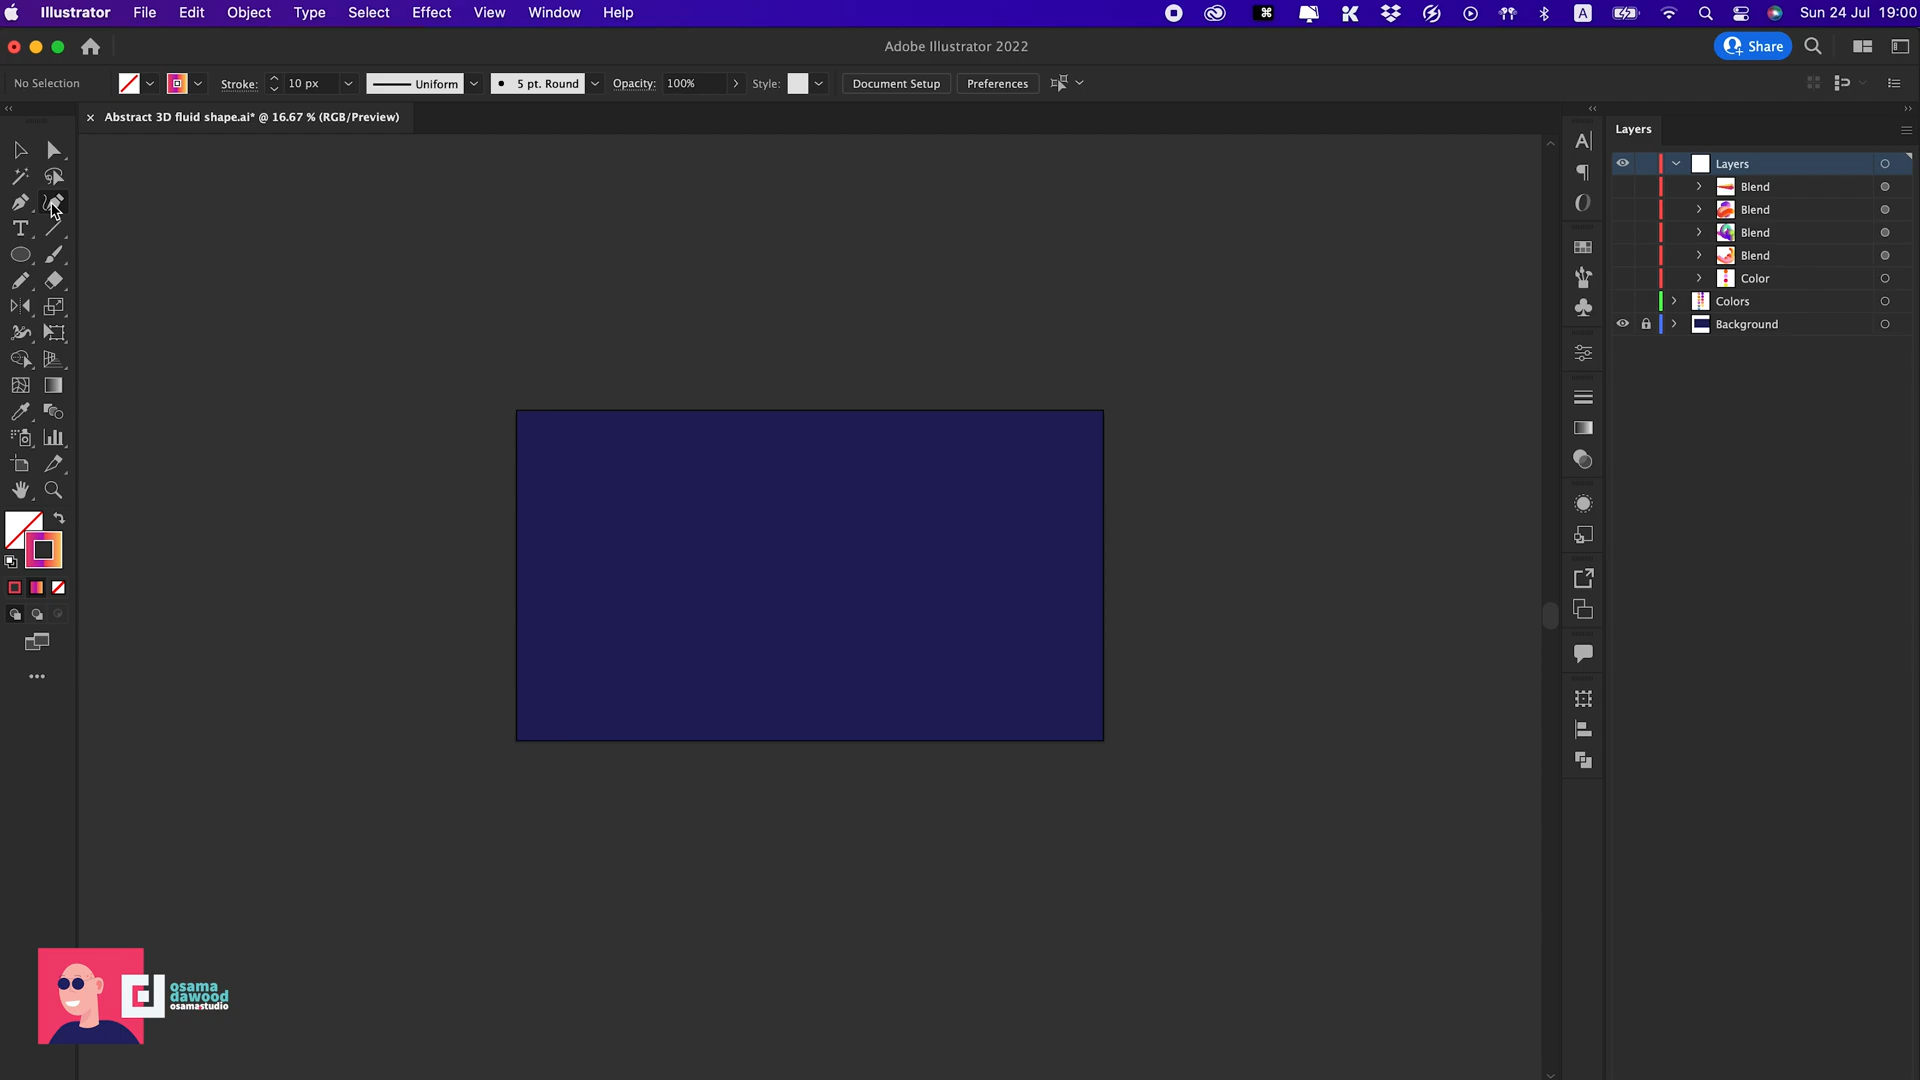 Illustrator File Edit Object Type Select Effect View Window Help
A
Sun 24 Jul 19:00
Adobe Illustrator 2022
Share
No Selection
Stroke: 10 px
Uniform
5 pt. Round
Opacity: 100%
Style:
Document Setup
Preferences
Abstract 3D fluid shape.ai* @ 16.67 % (RGB/Preview)
Layers
Layers
Blend
Blend
Blend
Blend
Color
Colors
Background
osama
dawood
osamastudio